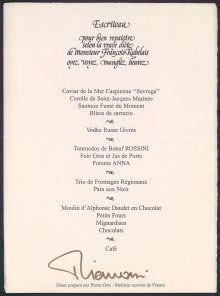 Escriteau
pour bien repaistre
selon la vraye diète
de Monsieur François Rabelais
oyez, voyez, mangez, beuvez
Caviar de la Mer Caspienne "Sevruga"
Corolle de Saint-Jacques Marinée
Saumon Fumé du Moment
Blinis de sarrazin
Vodka Russe Givrée
Tournedos de Bœuf ROSSINI
Foie Gras et Jus de Porto
Pomme ANNA
Trio de Fromages Régionaux
Pain aux Noix
Moulin d'Alphonse Daudet en Chocolat
Petits Fours
Mignardises
Chocolats
Café
Dîner préparé par Pierre Orsi - Meilleur ouvrier de France